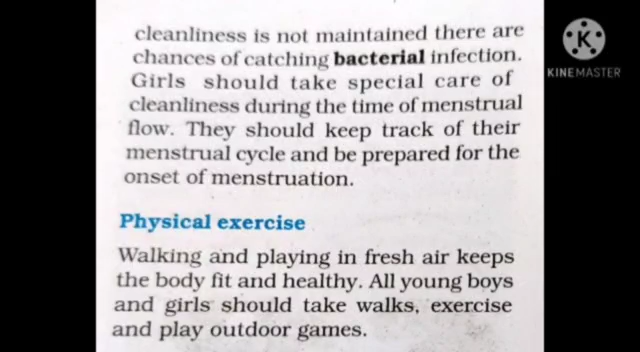 cleanliness is not maintained there are
chances of catching bacterial infection.
Girls should take special care of
cleanliness during the time of menstrual
flow. They should keep track of their
menstrual cycle and be prepared for the
onset of menstruation.
Physical exercise
Walking and playing in fresh air keeps
the body fit and healthy. All young boys
and girls should take walks, exercise
and play outdoor games.
KINEMASTER